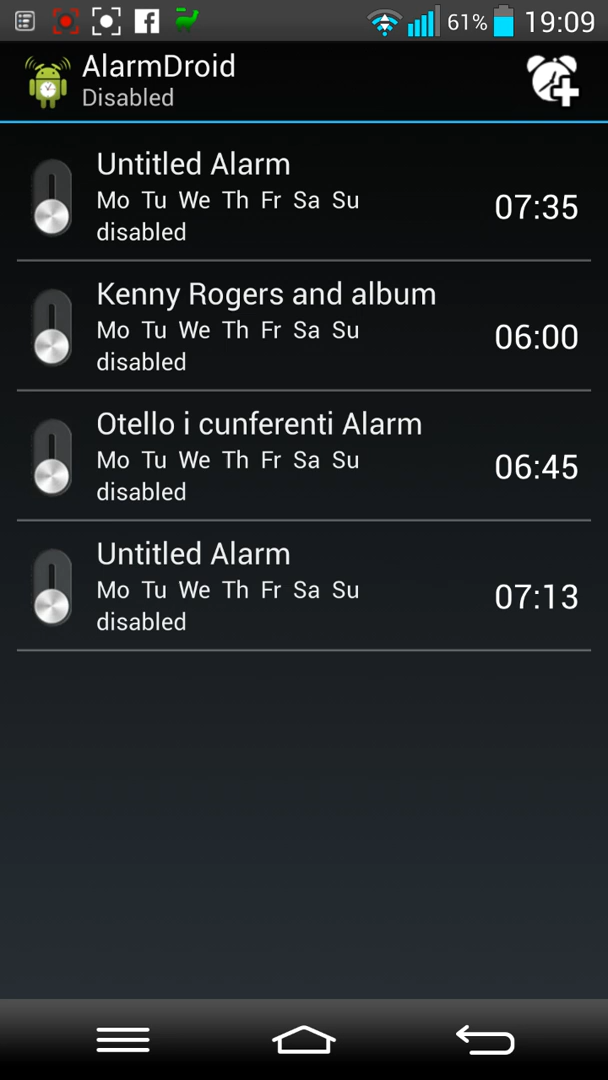 61% 19:09
AlarmDroid
Disabled
Untitled Alarm
Mo Tu We Th Fr Sa Su
07:35
disabled
Kenny Rogers and album
Mo Tu We Th Fr Sa Su
06:00
disabled
Otello i cunferenti Alarm
Mo Tu We Th Fr Sa Su
06:45
disabled
Untitled Alarm
Mo Tu We Th Fr Sa Su
07:13
disabled